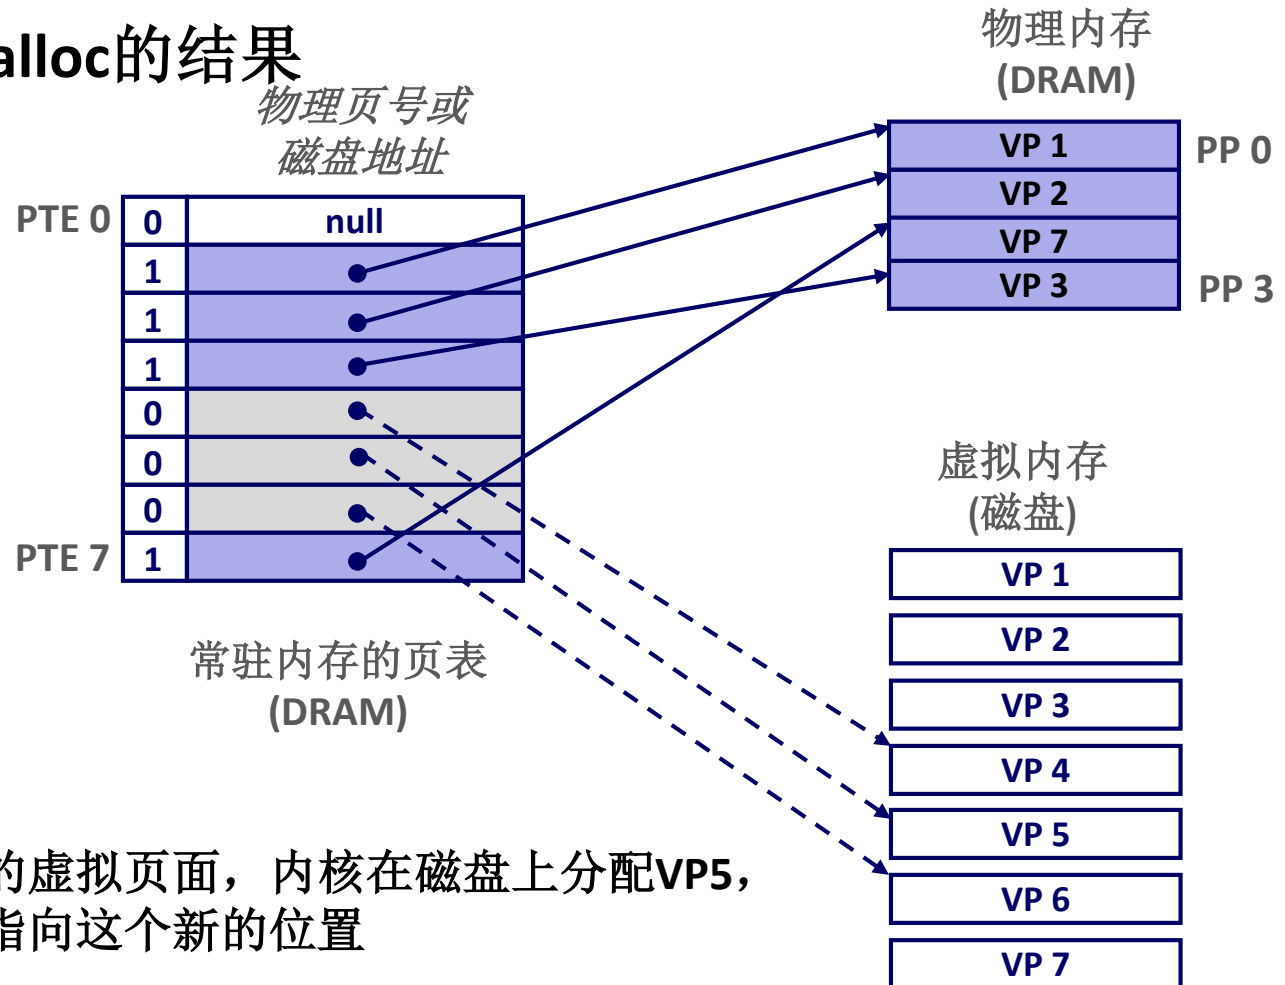 alloc的结果
物理页号或
磁盘地址
PTE 0
0
null
1
1
1
0
0
0
PTE 7
1
常驻内存的页表
(DRAM)
物理内存
(DRAM)
VP 1
PP 0
VP 2
VP 7
VP 3
PP 3
虚拟内存
(磁盘)
VP 1
VP 2
VP 3
VP 4
VP 5
VP 6
VP 7
的虚拟页面，内核在磁盘上分配VP5，
指向这个新的位置